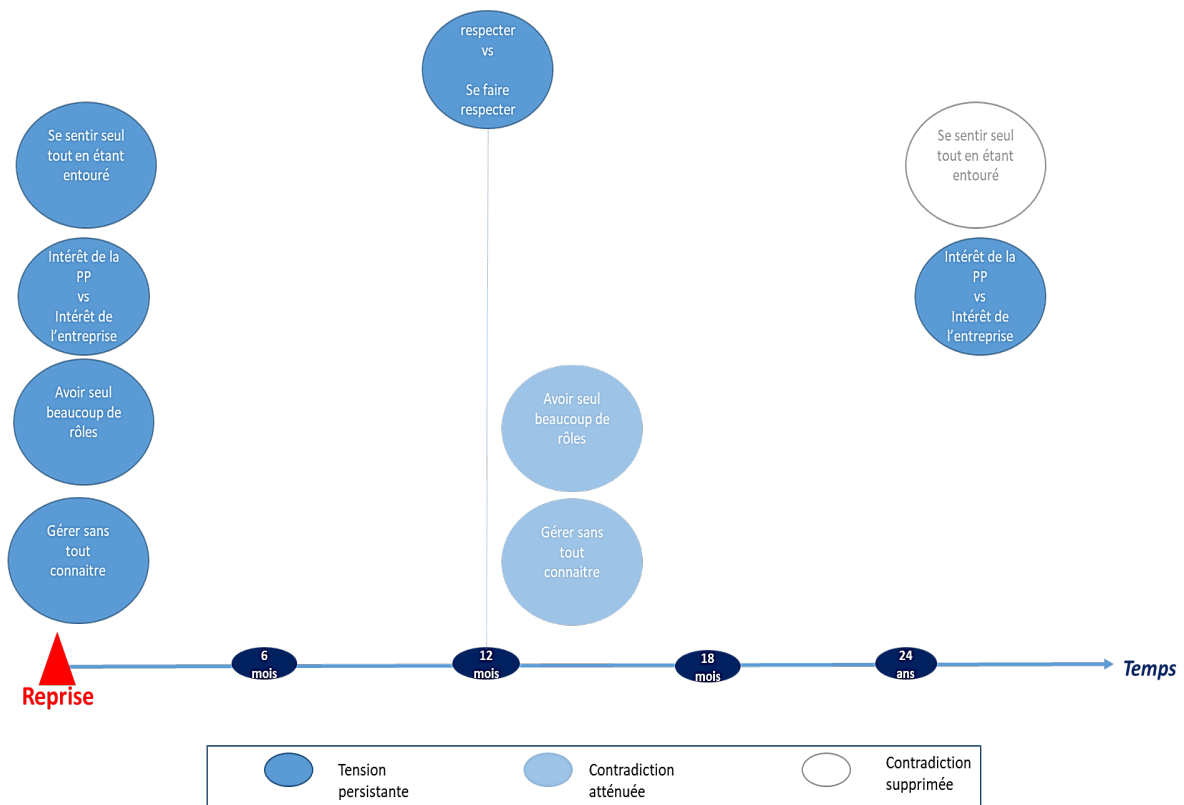 respecter
vs
Se faire
respecter
Se sentir seul
tout en étant
entouré
Intérêt de la
PP
vs
Intérêt de
l'entreprise
Avoir seul
beaucoup de
rôles
Gérer sans
tout
connaitre
Avoir seul
beaucoup de
rôles
Gérer sans
tout
connaitre
Se sentir seul
tout en étant
entouré
Intérêt de la
PP
vs
Intérêt de
l'entreprise
Reprise
6
mois
12
mois
18
mois
24
ans
Temps
Tension
persistante
Contradiction
atténuée
Contradiction
supprimée